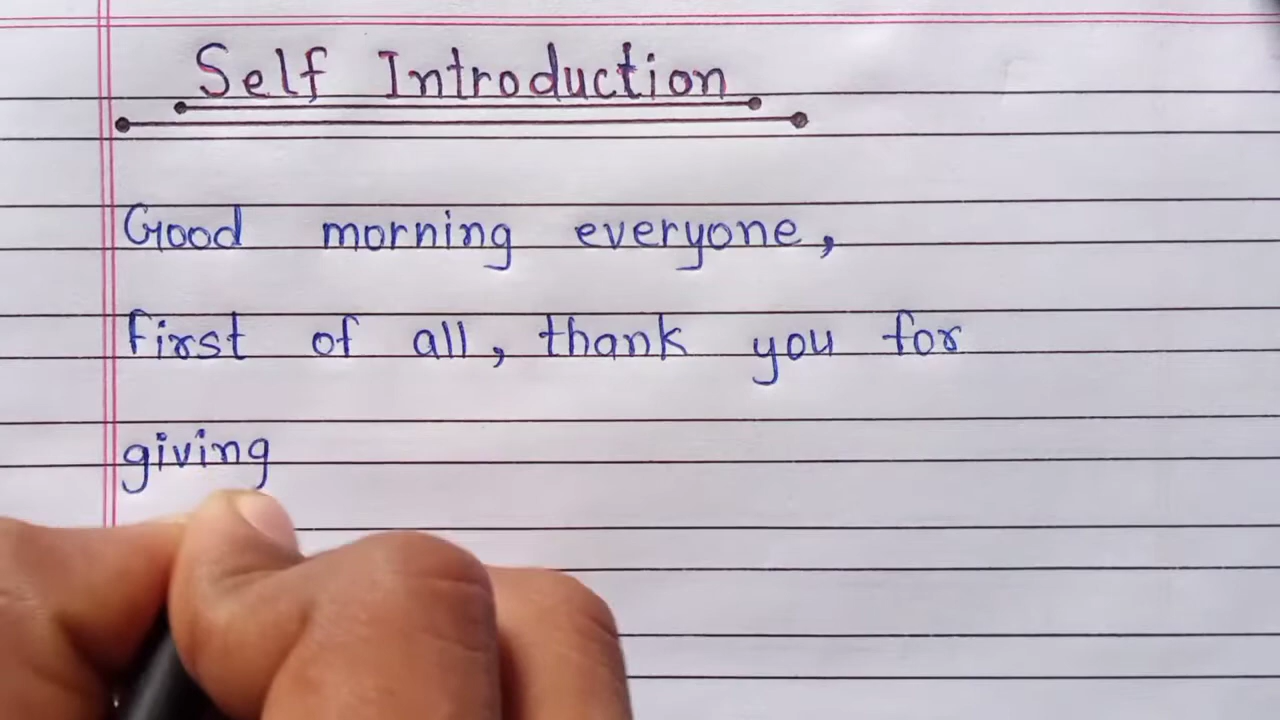 Self Introduction
Good morning everyone,
first of all, thank you for
giving